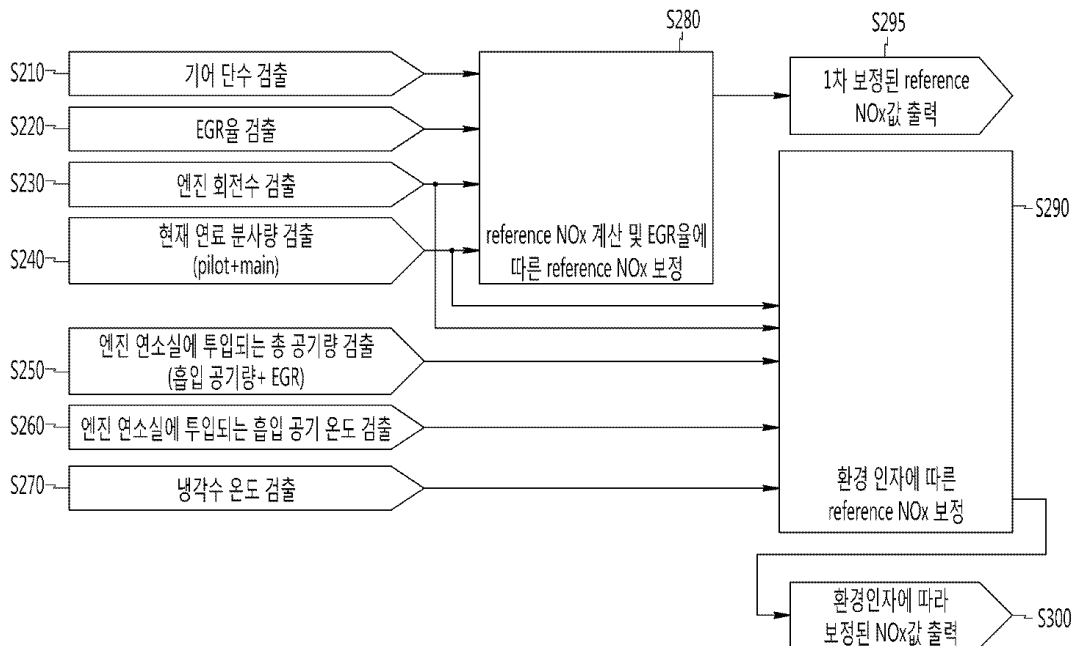 S280
S295
S210
기어 단수 검출
1차 보정된 reference
NOx값 출력
S220
EGR율 검출
S230
엔진 회전수 검출
S290
S240
현재 연료 분사량 검출
(pilot+main)
reference NOx 계산 및 EGR율에
따른 reference NOx 보정
S250
엔진 연소실에 투입되는 총 공기량 검출
(흡입 공기량+ EGR)
S260
엔진 연소실에 투입되는 흡입 공기 온도 검출
S270
냉각수 온도 검출
환경 인자에 따른
reference NOx 보정
환경인자에 따라
보정된 NOx값 출력
S300